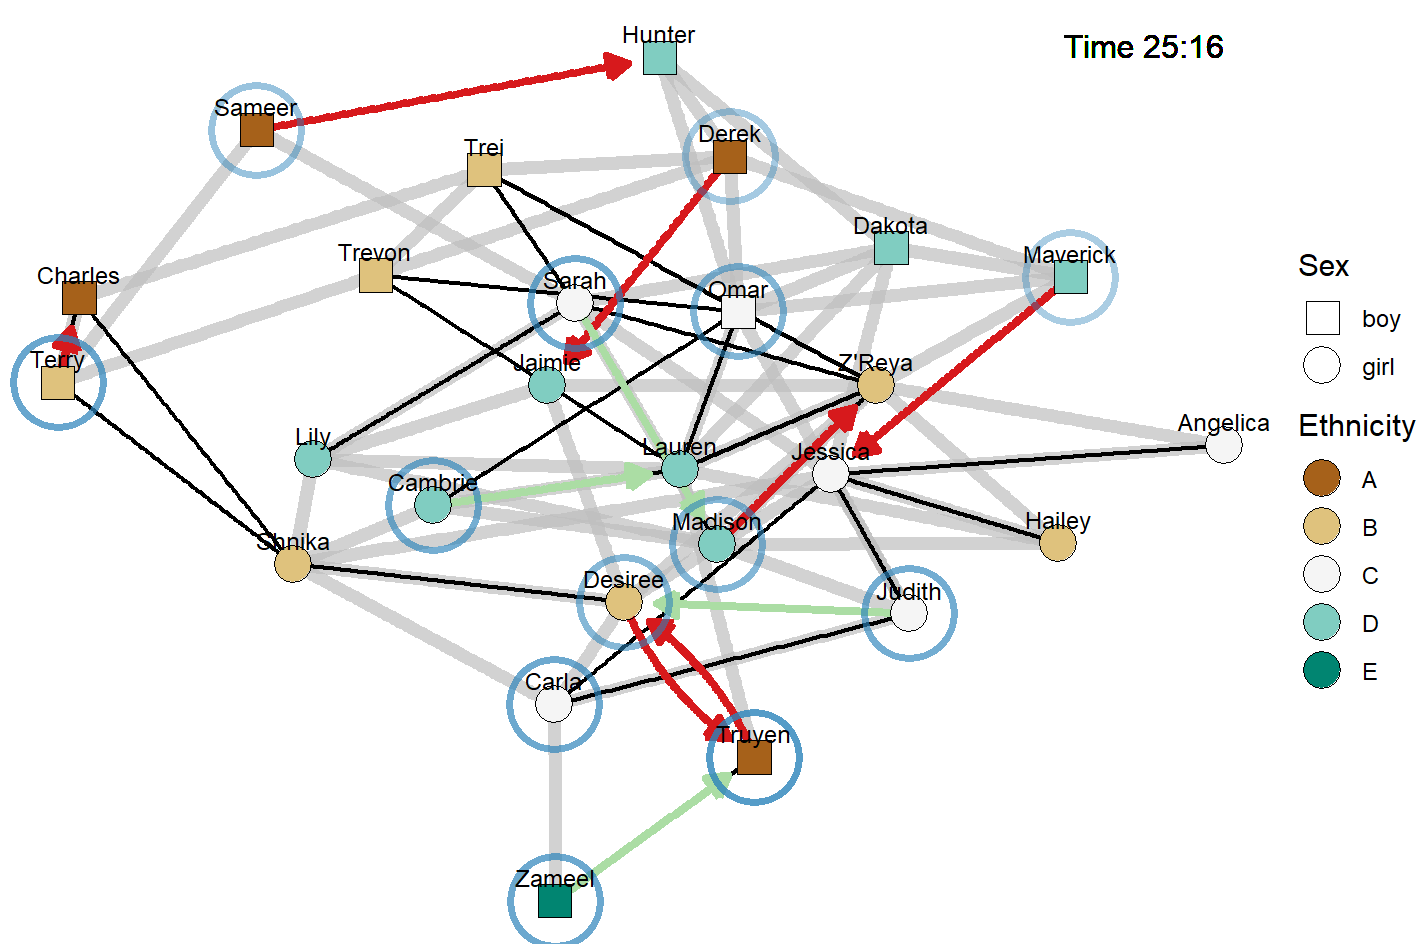 Hunter
Time 25:16
Sameer
Derek
Trei
Dakota
Trevon
Maverick
Charles
Sarah
Omar
Sex
boy
Terry
Jaimie
Z'Reya
girl
Angelica
Ethnicity
Lily
Lauren
Jessica
Cambrie
A
Madison
Hailey
B
Shnika
Desiree
Judith
C
D
Carla
E
Truyen
Zameel